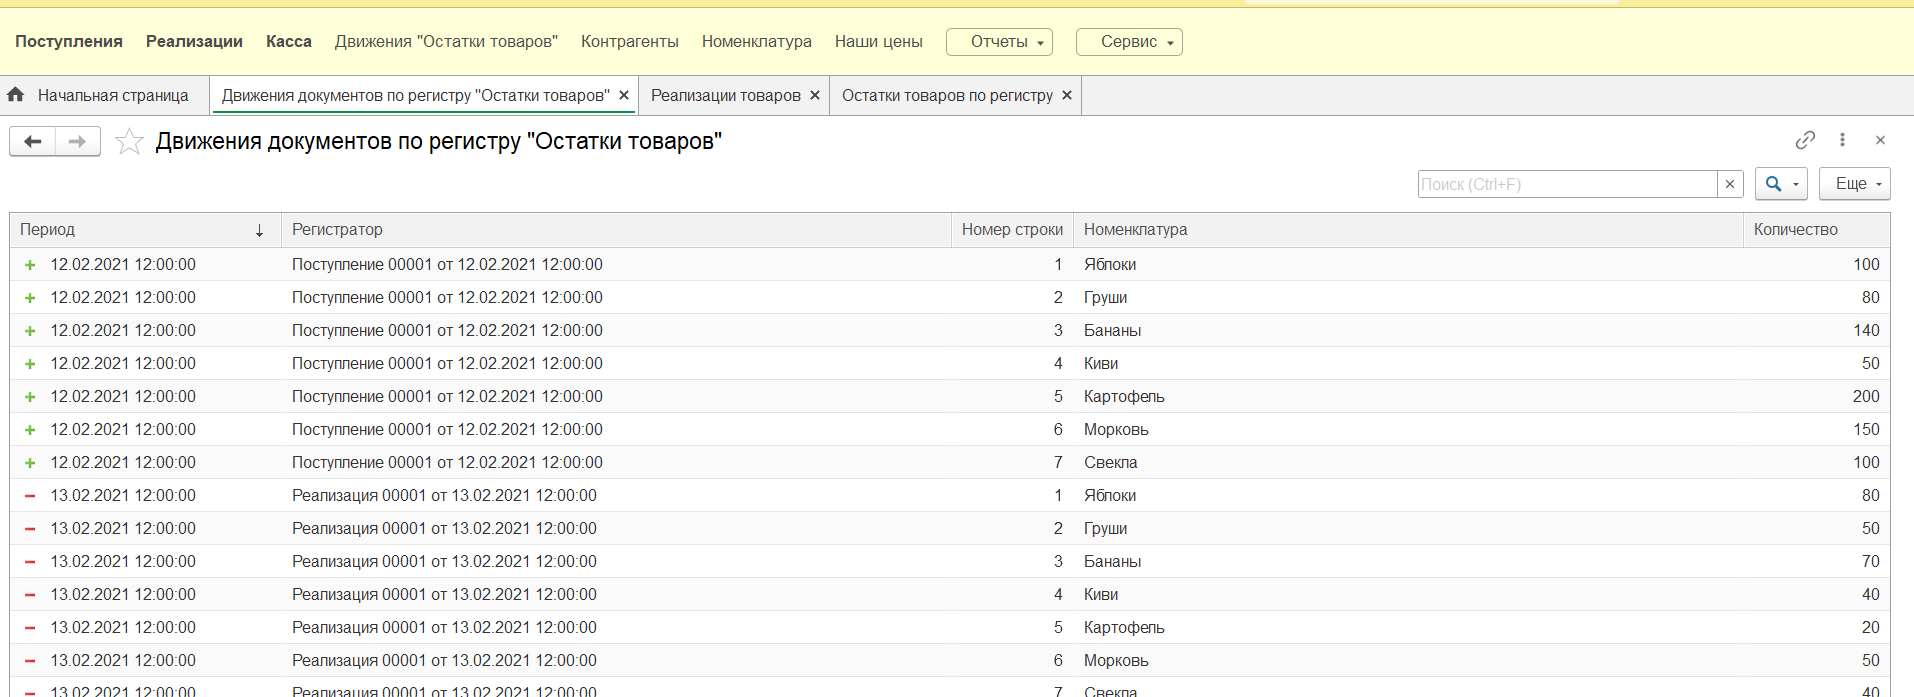 Поступления Реализации Касса Движения "Остатки товаров" Контрагенты Номенклатура Наши цены Отчеты Сервис
Начальная страница Движения документов по регистру "Остатки товаров" Реализации товаров Остатки товаров по регистру
Движения документов по регистру "Остатки товаров"
Поиск (Ctrl+F) Еще
Период Регистратор Номер строки Номенклатура Количество
12.02.2021 12:00:00 Поступление 00001 от 12.02.2021 12:00:00 1 Яблоки 100
12.02.2021 12:00:00 Поступление 00001 от 12.02.2021 12:00:00 2 Груши 80
12.02.2021 12:00:00 Поступление 00001 от 12.02.2021 12:00:00 3 Бананы 140
12.02.2021 12:00:00 Поступление 00001 от 12.02.2021 12:00:00 4 Киви 50
12.02.2021 12:00:00 Поступление 00001 от 12.02.2021 12:00:00 5 Картофель 200
12.02.2021 12:00:00 Поступление 00001 от 12.02.2021 12:00:00 6 Морковь 150
12.02.2021 12:00:00 Поступление 00001 от 12.02.2021 12:00:00 7 Свекла 100
13.02.2021 12:00:00 Реализация 00001 от 13.02.2021 12:00:00 1 Яблоки 80
13.02.2021 12:00:00 Реализация 00001 от 13.02.2021 12:00:00 2 Груши 50
13.02.2021 12:00:00 Реализация 00001 от 13.02.2021 12:00:00 3 Бананы 70
13.02.2021 12:00:00 Реализация 00001 от 13.02.2021 12:00:00 4 Киви 40
13.02.2021 12:00:00 Реализация 00001 от 13.02.2021 12:00:00 5 Картофель 20
13.02.2021 12:00:00 Реализация 00001 от 13.02.2021 12:00:00 6 Морковь 50
13.02.2021 12:00:00 Реализация 00001 от 13.02.2021 12:00:00 7 Свекла 40